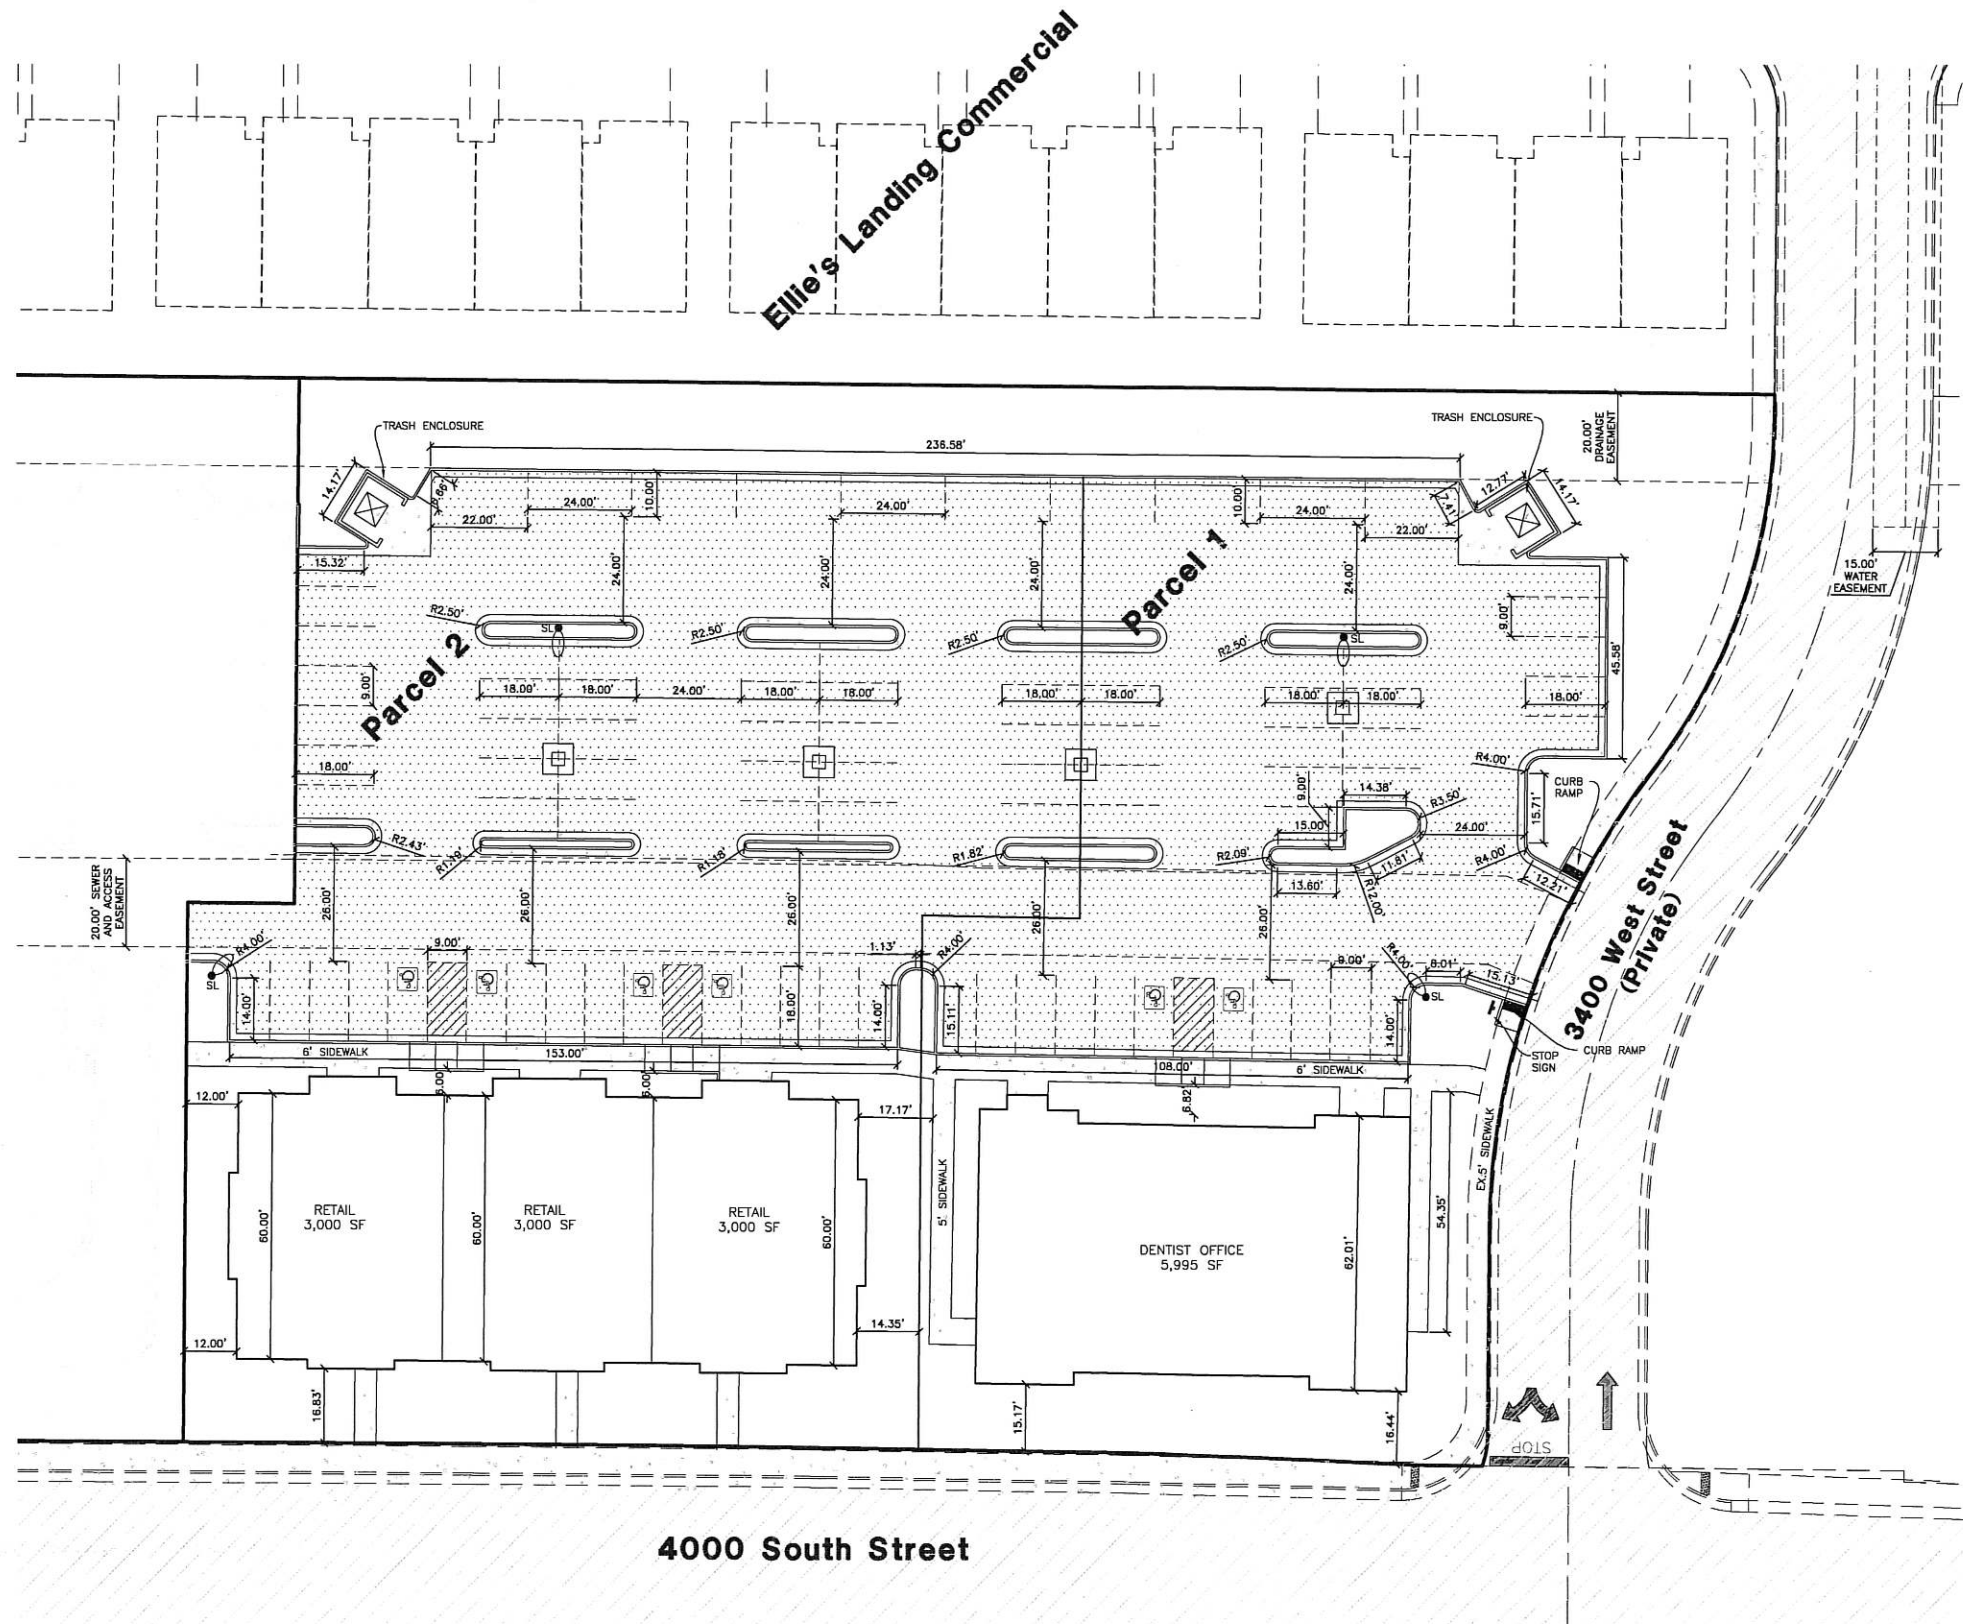 Ellie's Landing Commercial
TRASH ENCLOSURE
TRASH ENCLOSURE
20.00'
DRAINAGE
EASEMENT
236.58'
14.17'
24.00'
10.00'
24.00'
22.00'
10.00'
24.00'
22.00'
7.41'
12.77'
14.17'
15.32'
24.00'
24.00'
24.00'
24.00'
Parcel 1
15.00'
WATER
EASEMENT
9.00'
45.58'
R2.50'
SL
R2.50'
R2.50'
R2.50'
SL
Parcel 2
9.00'
18.00'
18.00'
24.00'
18.00'
18.00'
18.00'
18.00'
18.00'
18.00'
18.00'
18.00'
R4.00'
CURB
RAMP
9.00'
14.38'
R3.50'
15.71'
15.00'
24.00'
R2.43'
R1.82'
R2.09'
11.81'
R4.00'
12.21'
13.60'
R12.00'
20.00' SEWER
AND ACCESS
EASEMENT
26.00'
26.00'
26.00'
26.00'
26.00'
3400 West Street
(Private)
R4.00'
9.00'
1.13'
R4.00'
R4.00'
8.01'
9.00'
15.13'
SL
SL
14.00'
18.00'
14.00'
15.11'
14.00'
CURB RAMP
STOP
SIGN
6' SIDEWALK
153.00'
108.00'
6' SIDEWALK
12.00'
6.00'
6.00'
17.17'
6.82'
EX.5' SIDEWALK
5' SIDEWALK
60.00'
RETAIL
3,000 SF
60.00'
RETAIL
3,000 SF
RETAIL
3,000 SF
60.00'
DENTIST OFFICE
5,995 SF
62.01'
54.35'
12.00'
14.35'
16.83'
15.17'
16.44'
STOP
4000 South Street